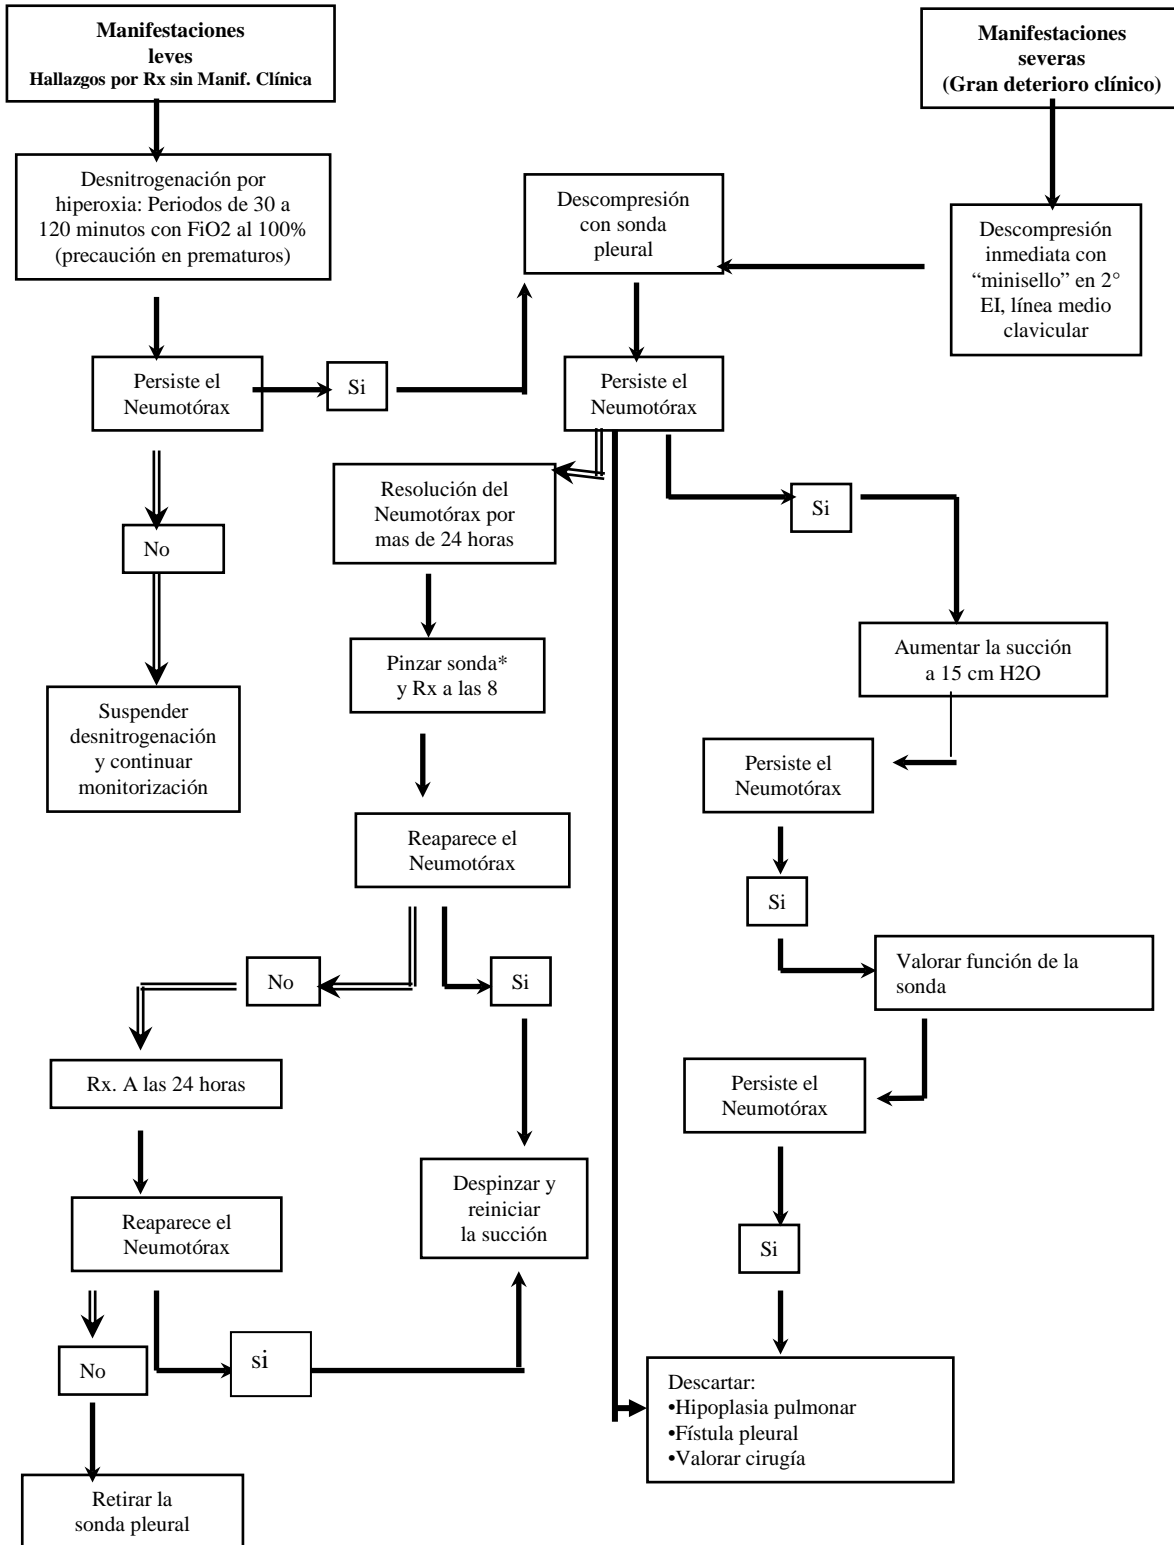 Manifestaciones
leves
Hallazgos por Rx sin Manif. Clínica
Manifestaciones
severas
(Gran deterioro clínico)
Desnitrogenación por
hiperoxia: Periodos de 30 a
120 minutos con FiO2 al 100%
(precaución en prematuros)
Descompresión
con sonda
pleural
Descompresión
inmediata con
“minisello” en 2°
EI, línea medio
clavicular
Persiste el
Neumotórax
Si
Persiste el
Neumotórax
Resolución del
Neumotórax por
mas de 24 horas
Si
No
Pinzar sonda*
y Rx a las 8
Aumentar la succión
a 15 cm H2O
Suspender
desnitrogenación
y continuar
monitorización
Persiste el
Neumotórax
Reaparece el
Neumotórax
Si
No
Si
Valorar función de la
sonda
Rx. A las 24 horas
Persiste el
Neumotórax
Despinzar y
reiniciar
la succión
Reaparece el
Neumotórax
Si
No
si
Descartar:
•Hipoplasia pulmonar
•Fístula pleural
•Valorar cirugía
Retirar la
sonda pleural